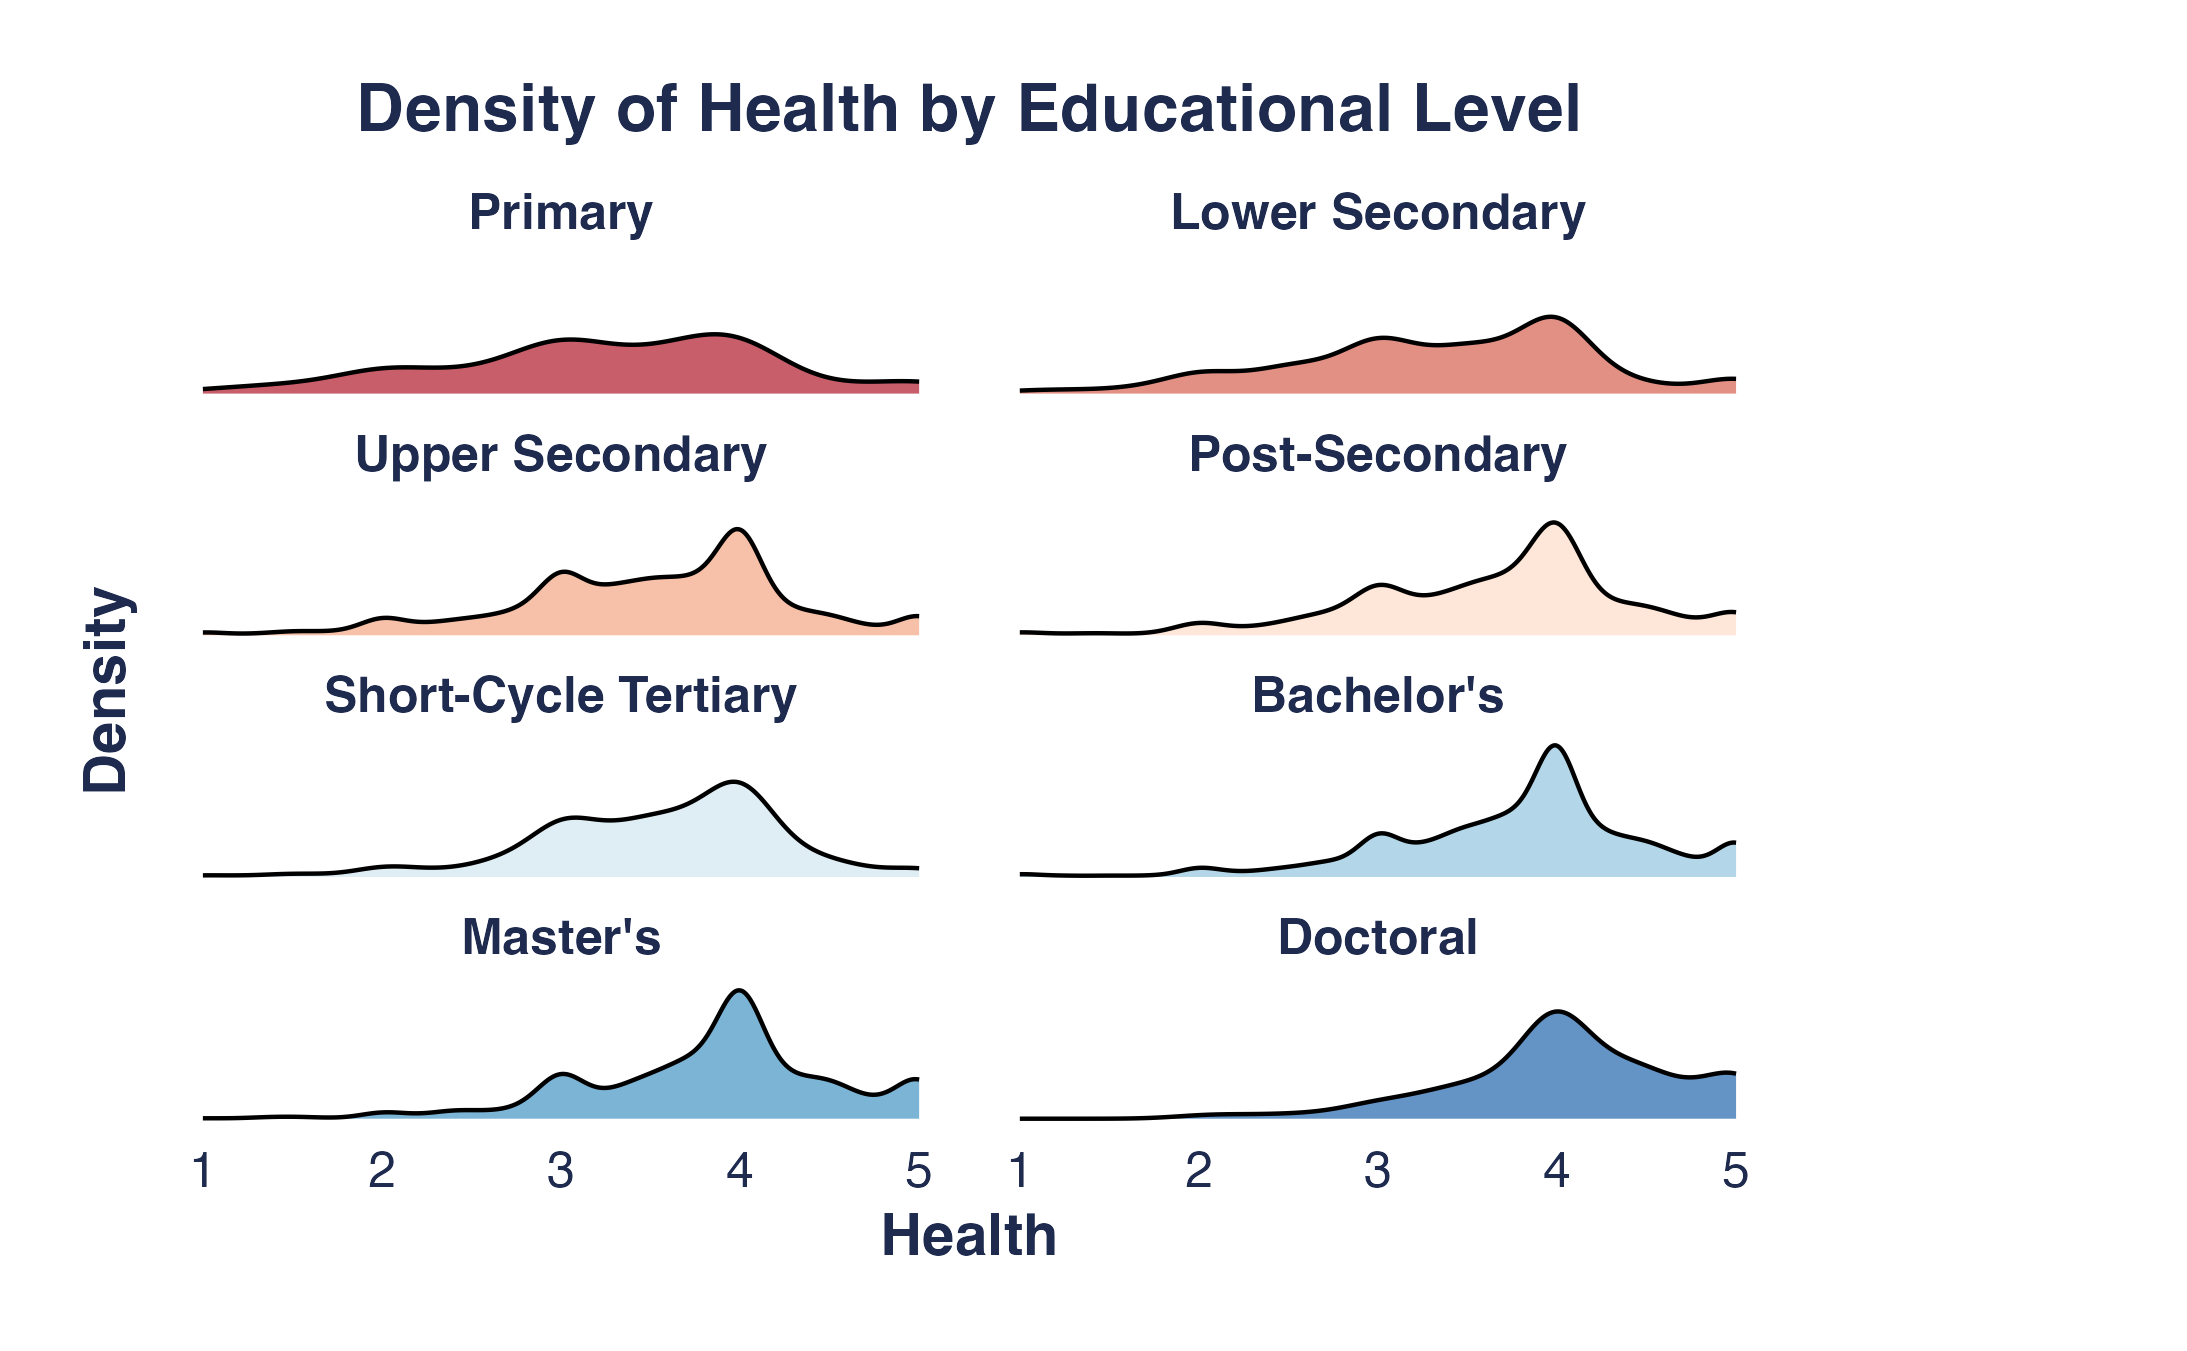 Density of Health by Educational Level
Primary
Lower Secondary
Upper Secondary
Post-Secondary
Short-Cycle Tertiary
Bachelor's
Master's
Doctoral
Density
1 2 3 4 5 1 2 3 4 5
Health